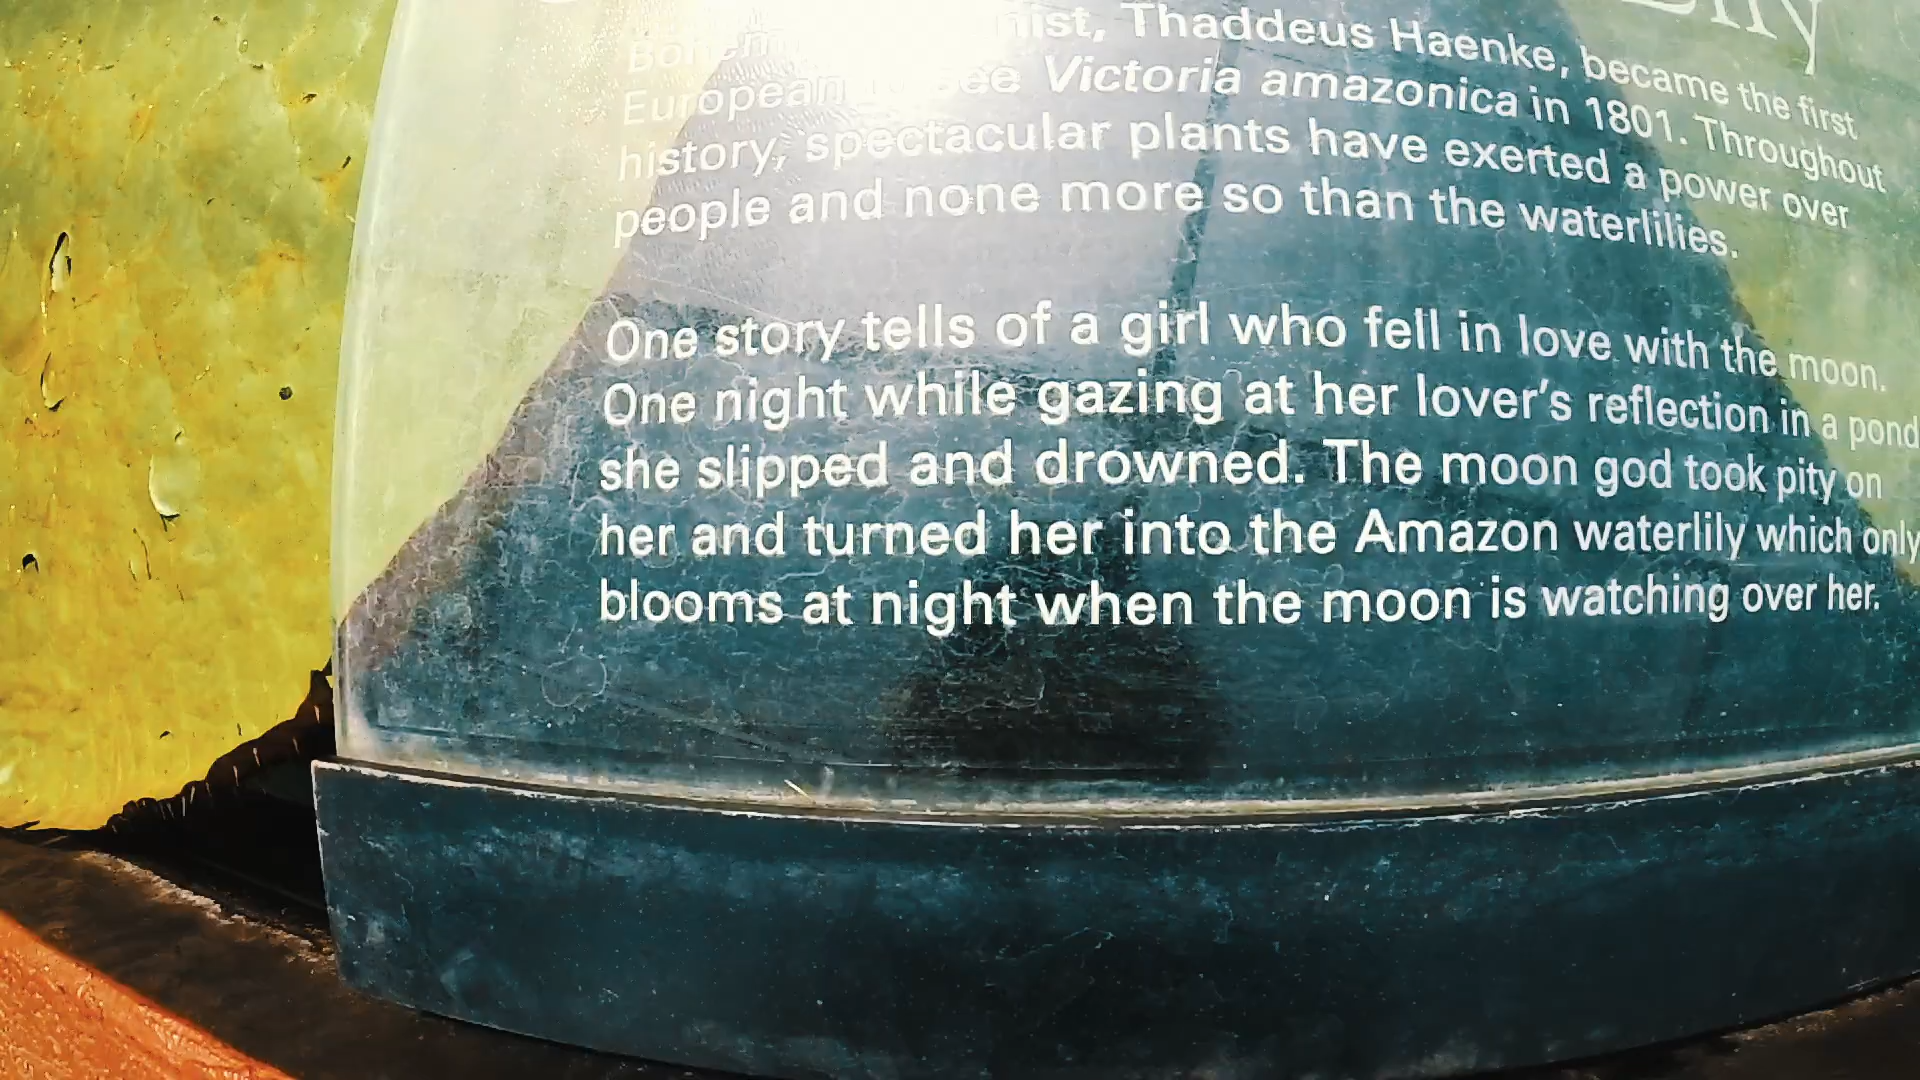 Lily
nist, Thaddeus Haenke, became the first
European see Victoria amazonica in 1801. Throughout
history, spectacular plants have exerted a power over
people and none more so than the waterlilies.
One story tells of a girl who fell in love with the moon.
One night while gazing at her lover's reflection in a pond
she slipped and drowned. The moon god took pity on
her and turned her into the Amazon waterlily which only
blooms at night when the moon is watching over her.